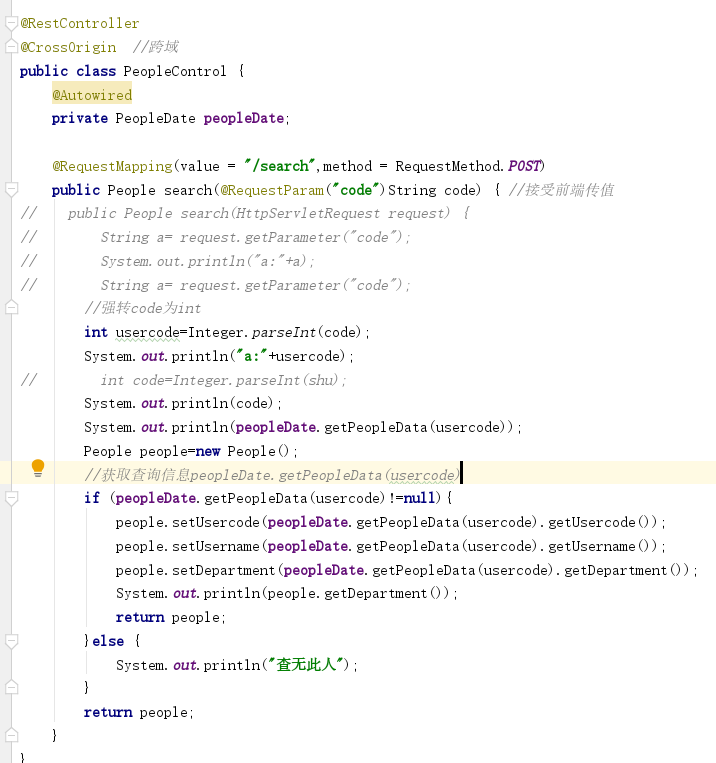 @RestController
@CrossOrigin  //跨域
public class PeopleControl {
    @Autowired
    private PeopleDate peopleDate;

    @RequestMapping(value = "/search",method = RequestMethod.POST)
    public People search(@RequestParam("code")String code) { //接受前端传值
//    public People search(HttpServletRequest request) {
//        String a= request.getParameter("code");
//        System.out.println("a:"+a);
//        String a= request.getParameter("code");
        //强转code为int
        int usercode=Integer.parseInt(code);
        System.out.println("a:"+usercode);
//        int code=Integer.parseInt(shu);
        System.out.println(code);
        System.out.println(peopleDate.getPeopleData(usercode));
        People people=new People();
        //获取查询信息peopleDate.getPeopleData(usercode)
        if (peopleDate.getPeopleData(usercode)!=null){
            people.setUsercode(peopleDate.getPeopleData(usercode).getUsercode());
            people.setUsername(peopleDate.getPeopleData(usercode).getUsername());
            people.setDepartment(peopleDate.getPeopleData(usercode).getDepartment());
            System.out.println(people.getDepartment());
            return people;
        }else {
            System.out.println("查无此人");
        }
        return people;
    }
}